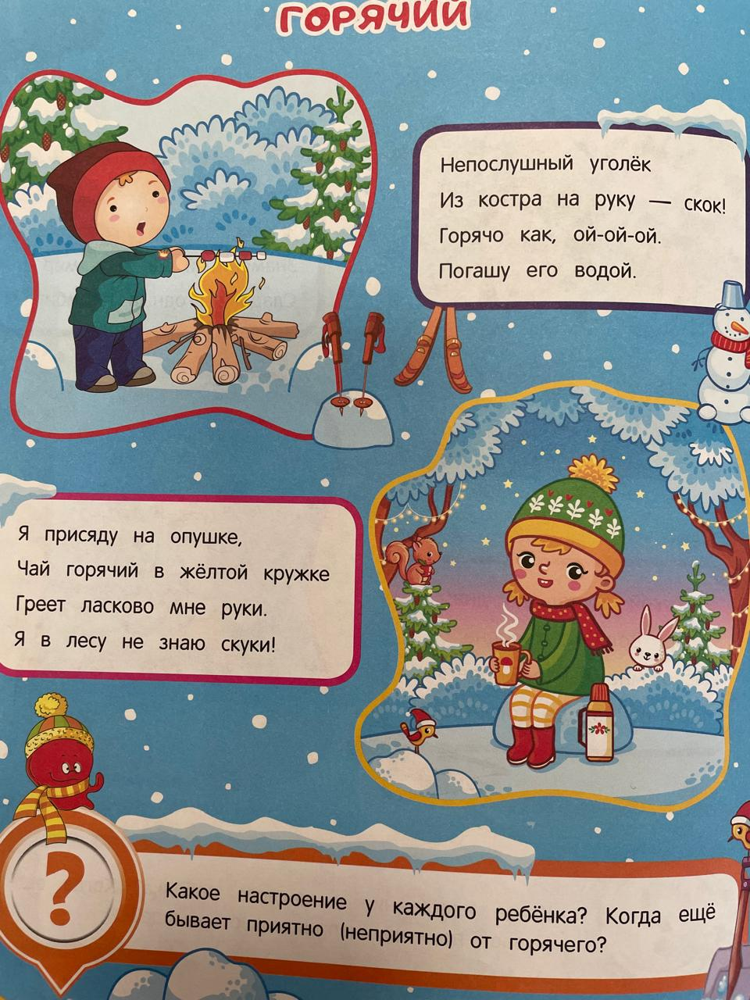 ГОРЯЧИЙ
Непослушный уголёк
Из костра на руку — скок!
Горячо как, ой-ой-ой.
Погашу его водой.
Я присяду на опушке,
Чай горячий в жёлтой кружке
Греет ласково мне руки.
Я в лесу не знаю скуки!
?
Какое настроение у каждого ребёнка? Когда ещё
бывает приятно (неприятно) от горячего?